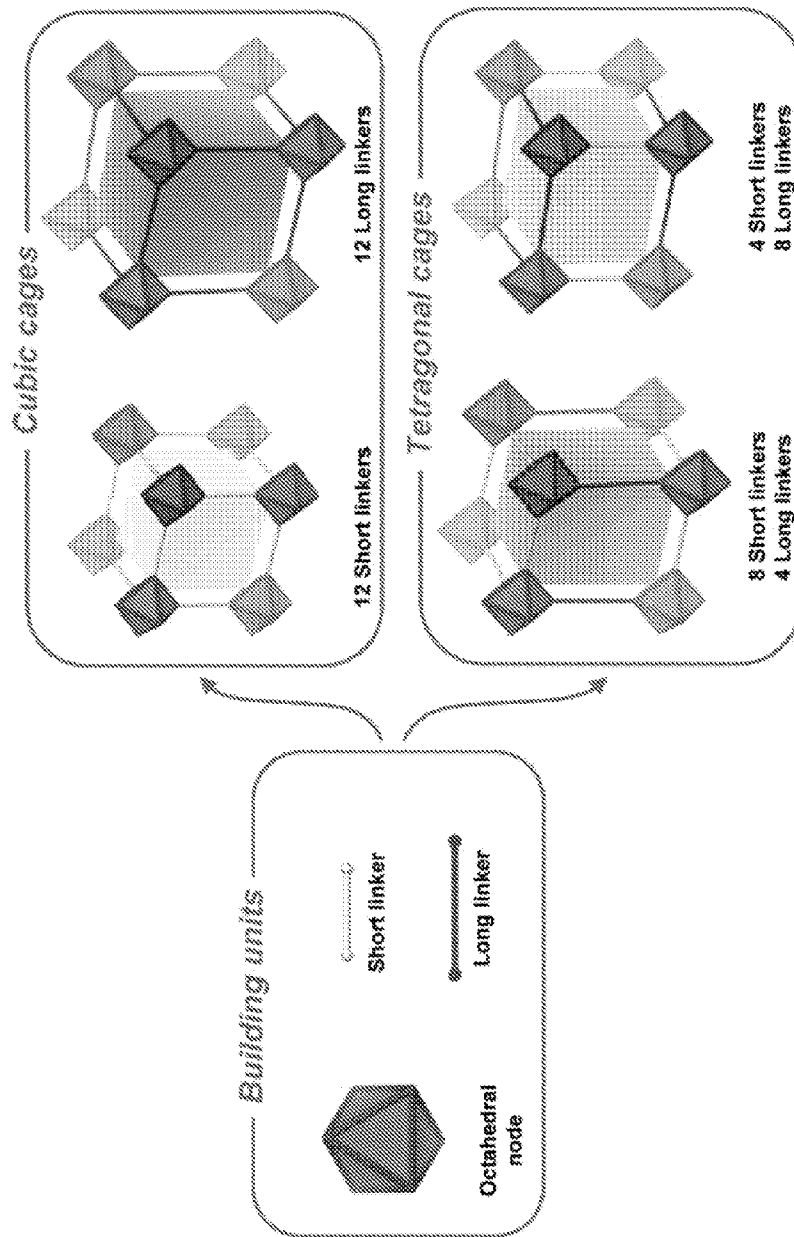 Building units
Octahedral
node
Short linker
Long linker
Cubic cages
12 Short linkers
12 Long linkers
Tetragonal cages
8 Short linkers
4 Long linkers
4 Short linkers
8 Long linkers